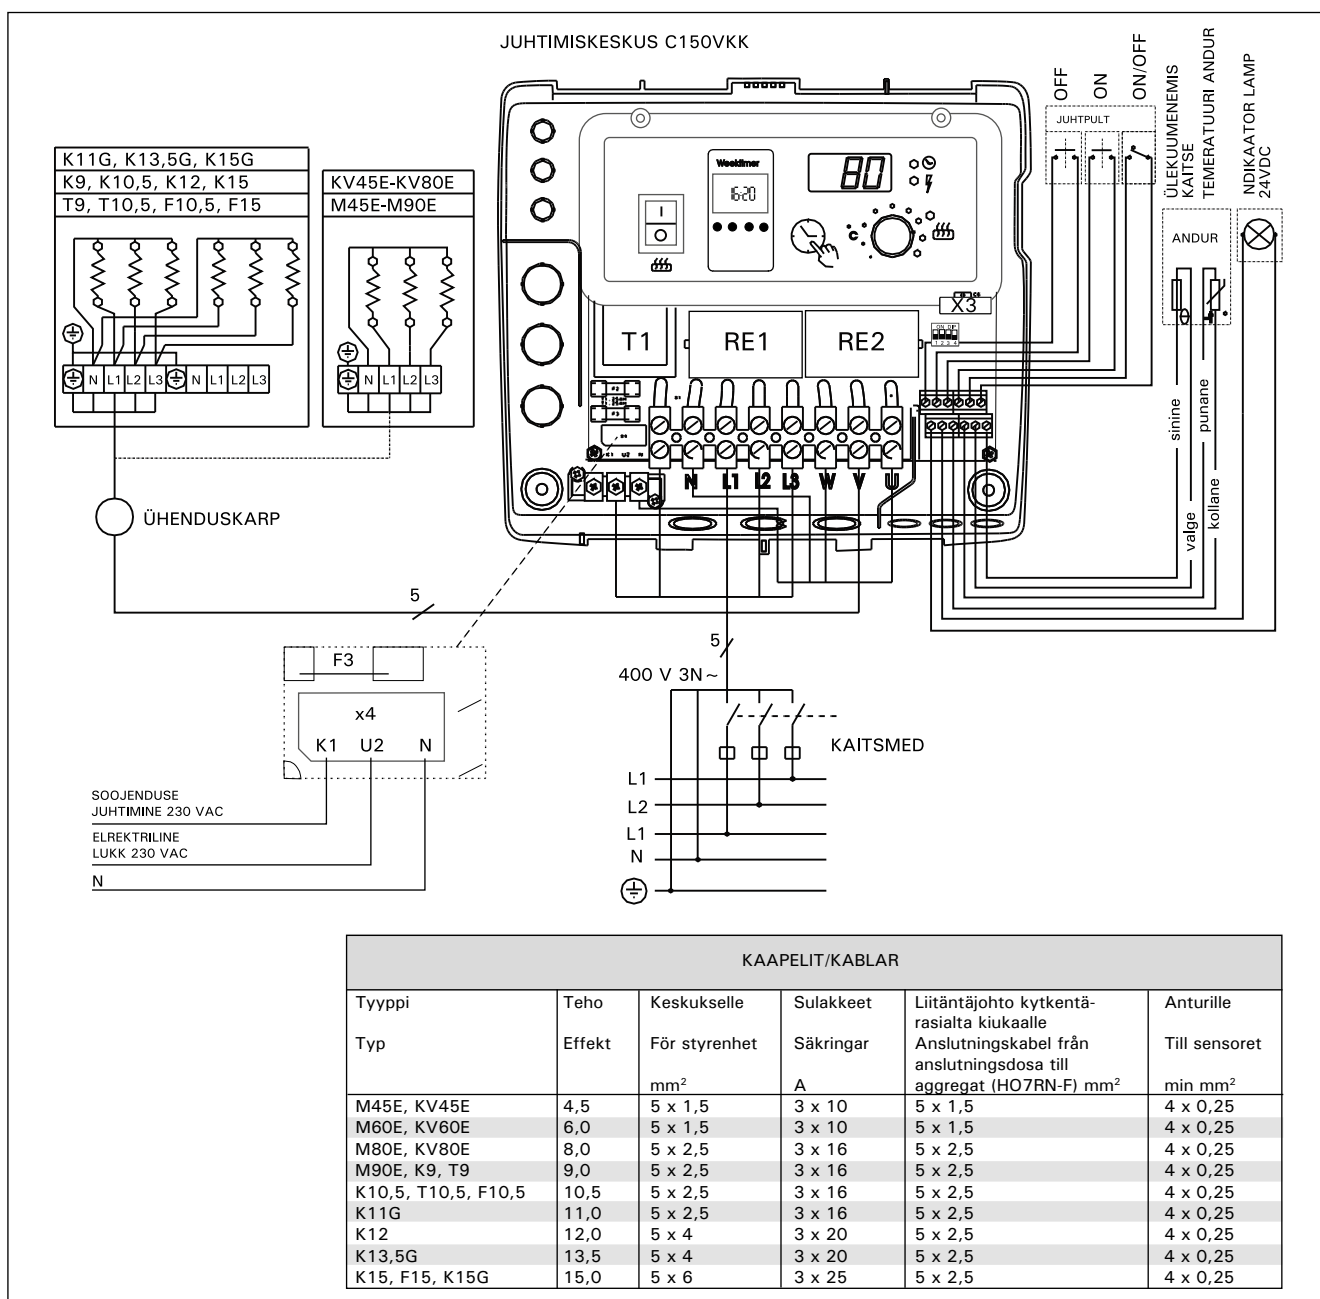 JUHTIMISKESKUS C150VKK
OFF
ON
ON/OFF
ÜLEKUUMENEMIS
KAITSE
TEMERATUURI ANDUR
NDIKAATOR LAMP
24VDC
JUHTPULT
K11G, K13,5G, K15G
K9, K10,5, K12, K15
T9, T10,5, F10,5, F15
KV45E-KV80E
M45E-M90E
Weektimer
16:20
80
I
O
°C
ANDUR
X3
ON DIP
1 2 3 4
T1
RE1
RE2
N L1 L2 L3 N L1 L2 L3
N L1 L2 L3
K1 U2 N
N L1 L2 L3 W V U
sinine
punane
valge
kollane
ÜHENDUSKARP
5
5
400 V 3N~
F3
x4
K1 U2 N
KAITSMED
L1
L2
L1
N
SOOJENDUSE
JUHTIMINE 230 VAC
ELREKTRILINE
LUKK 230 VAC
N
KAAPELIT/KABLAR
Tyyppi Teho Keskukselle Sulakkeet Liitäntäjohto kytkentä- Anturille
rasialta kiukaalle
Typ Effekt För styrenhet Säkringar Anslutningskabel från Till sensoret
anslutningsdosa till
mm² A aggregat (HO7RN-F) mm² min mm²
M45E, KV45E 4,5 5 x 1,5 3 x 10 5 x 1,5 4 x 0,25
M60E, KV60E 6,0 5 x 1,5 3 x 10 5 x 1,5 4 x 0,25
M80E, KV80E 8,0 5 x 2,5 3 x 16 5 x 2,5 4 x 0,25
M90E, K9, T9 9,0 5 x 2,5 3 x 16 5 x 2,5 4 x 0,25
K10,5, T10,5, F10,5 10,5 5 x 2,5 3 x 16 5 x 2,5 4 x 0,25
K11G 11,0 5 x 2,5 3 x 16 5 x 2,5 4 x 0,25
K12 12,0 5 x 4 3 x 20 5 x 2,5 4 x 0,25
K13,5G 13,5 5 x 4 3 x 20 5 x 2,5 4 x 0,25
K15, F15, K15G 15,0 5 x 6 3 x 25 5 x 2,5 4 x 0,25